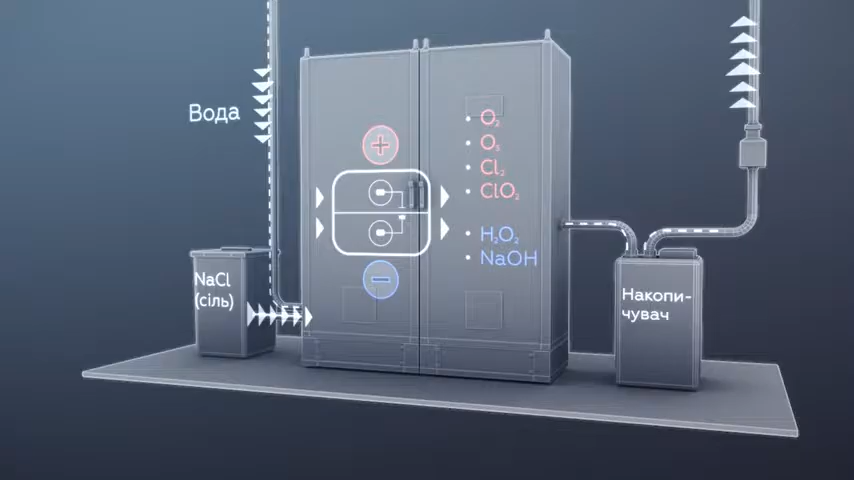 Вода
+
O₂
O₃
Cl₂
ClO₂
H₂O₂
NaOH
−
NaCl
(сіль)
Накопи-
чувач